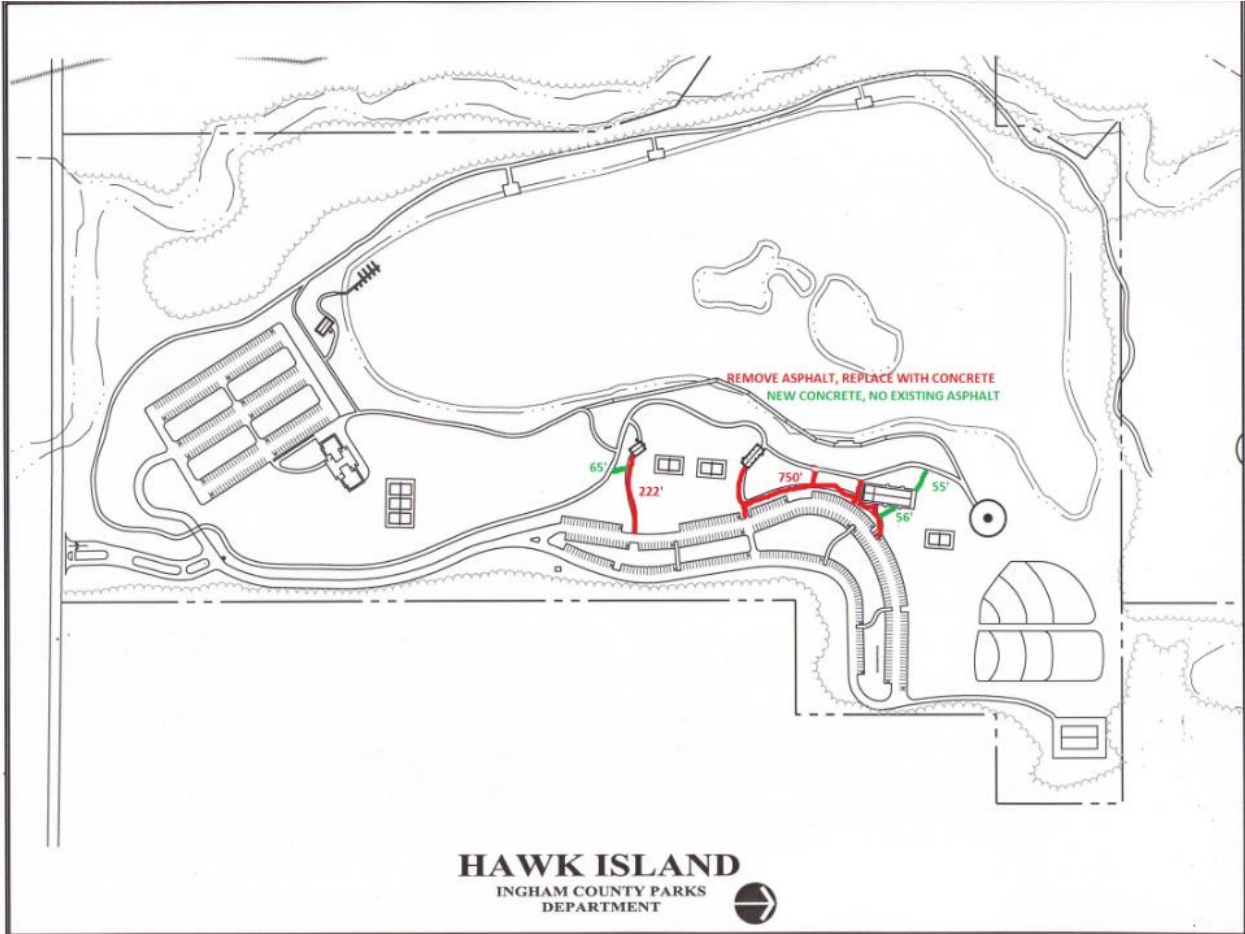 REMOVE ASPHALT, REPLACE WITH CONCRETE
NEW CONCRETE, NO EXISTING ASPHALT
65'
222'
750'
55'
56'
HAWK ISLAND
INGHAM COUNTY PARKS
DEPARTMENT